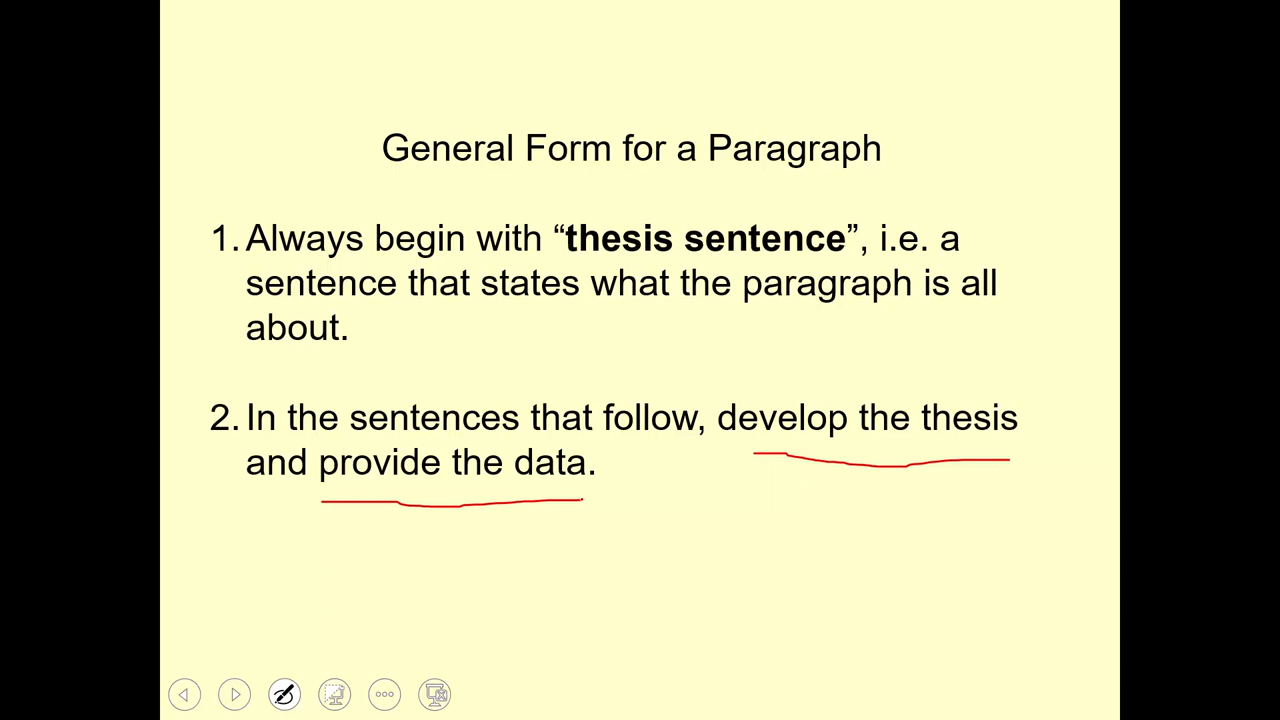 General Form for a Paragraph
1. Always begin with “thesis sentence”, i.e. a
sentence that states what the paragraph is all
about.
2. In the sentences that follow, develop the thesis
and provide the data.